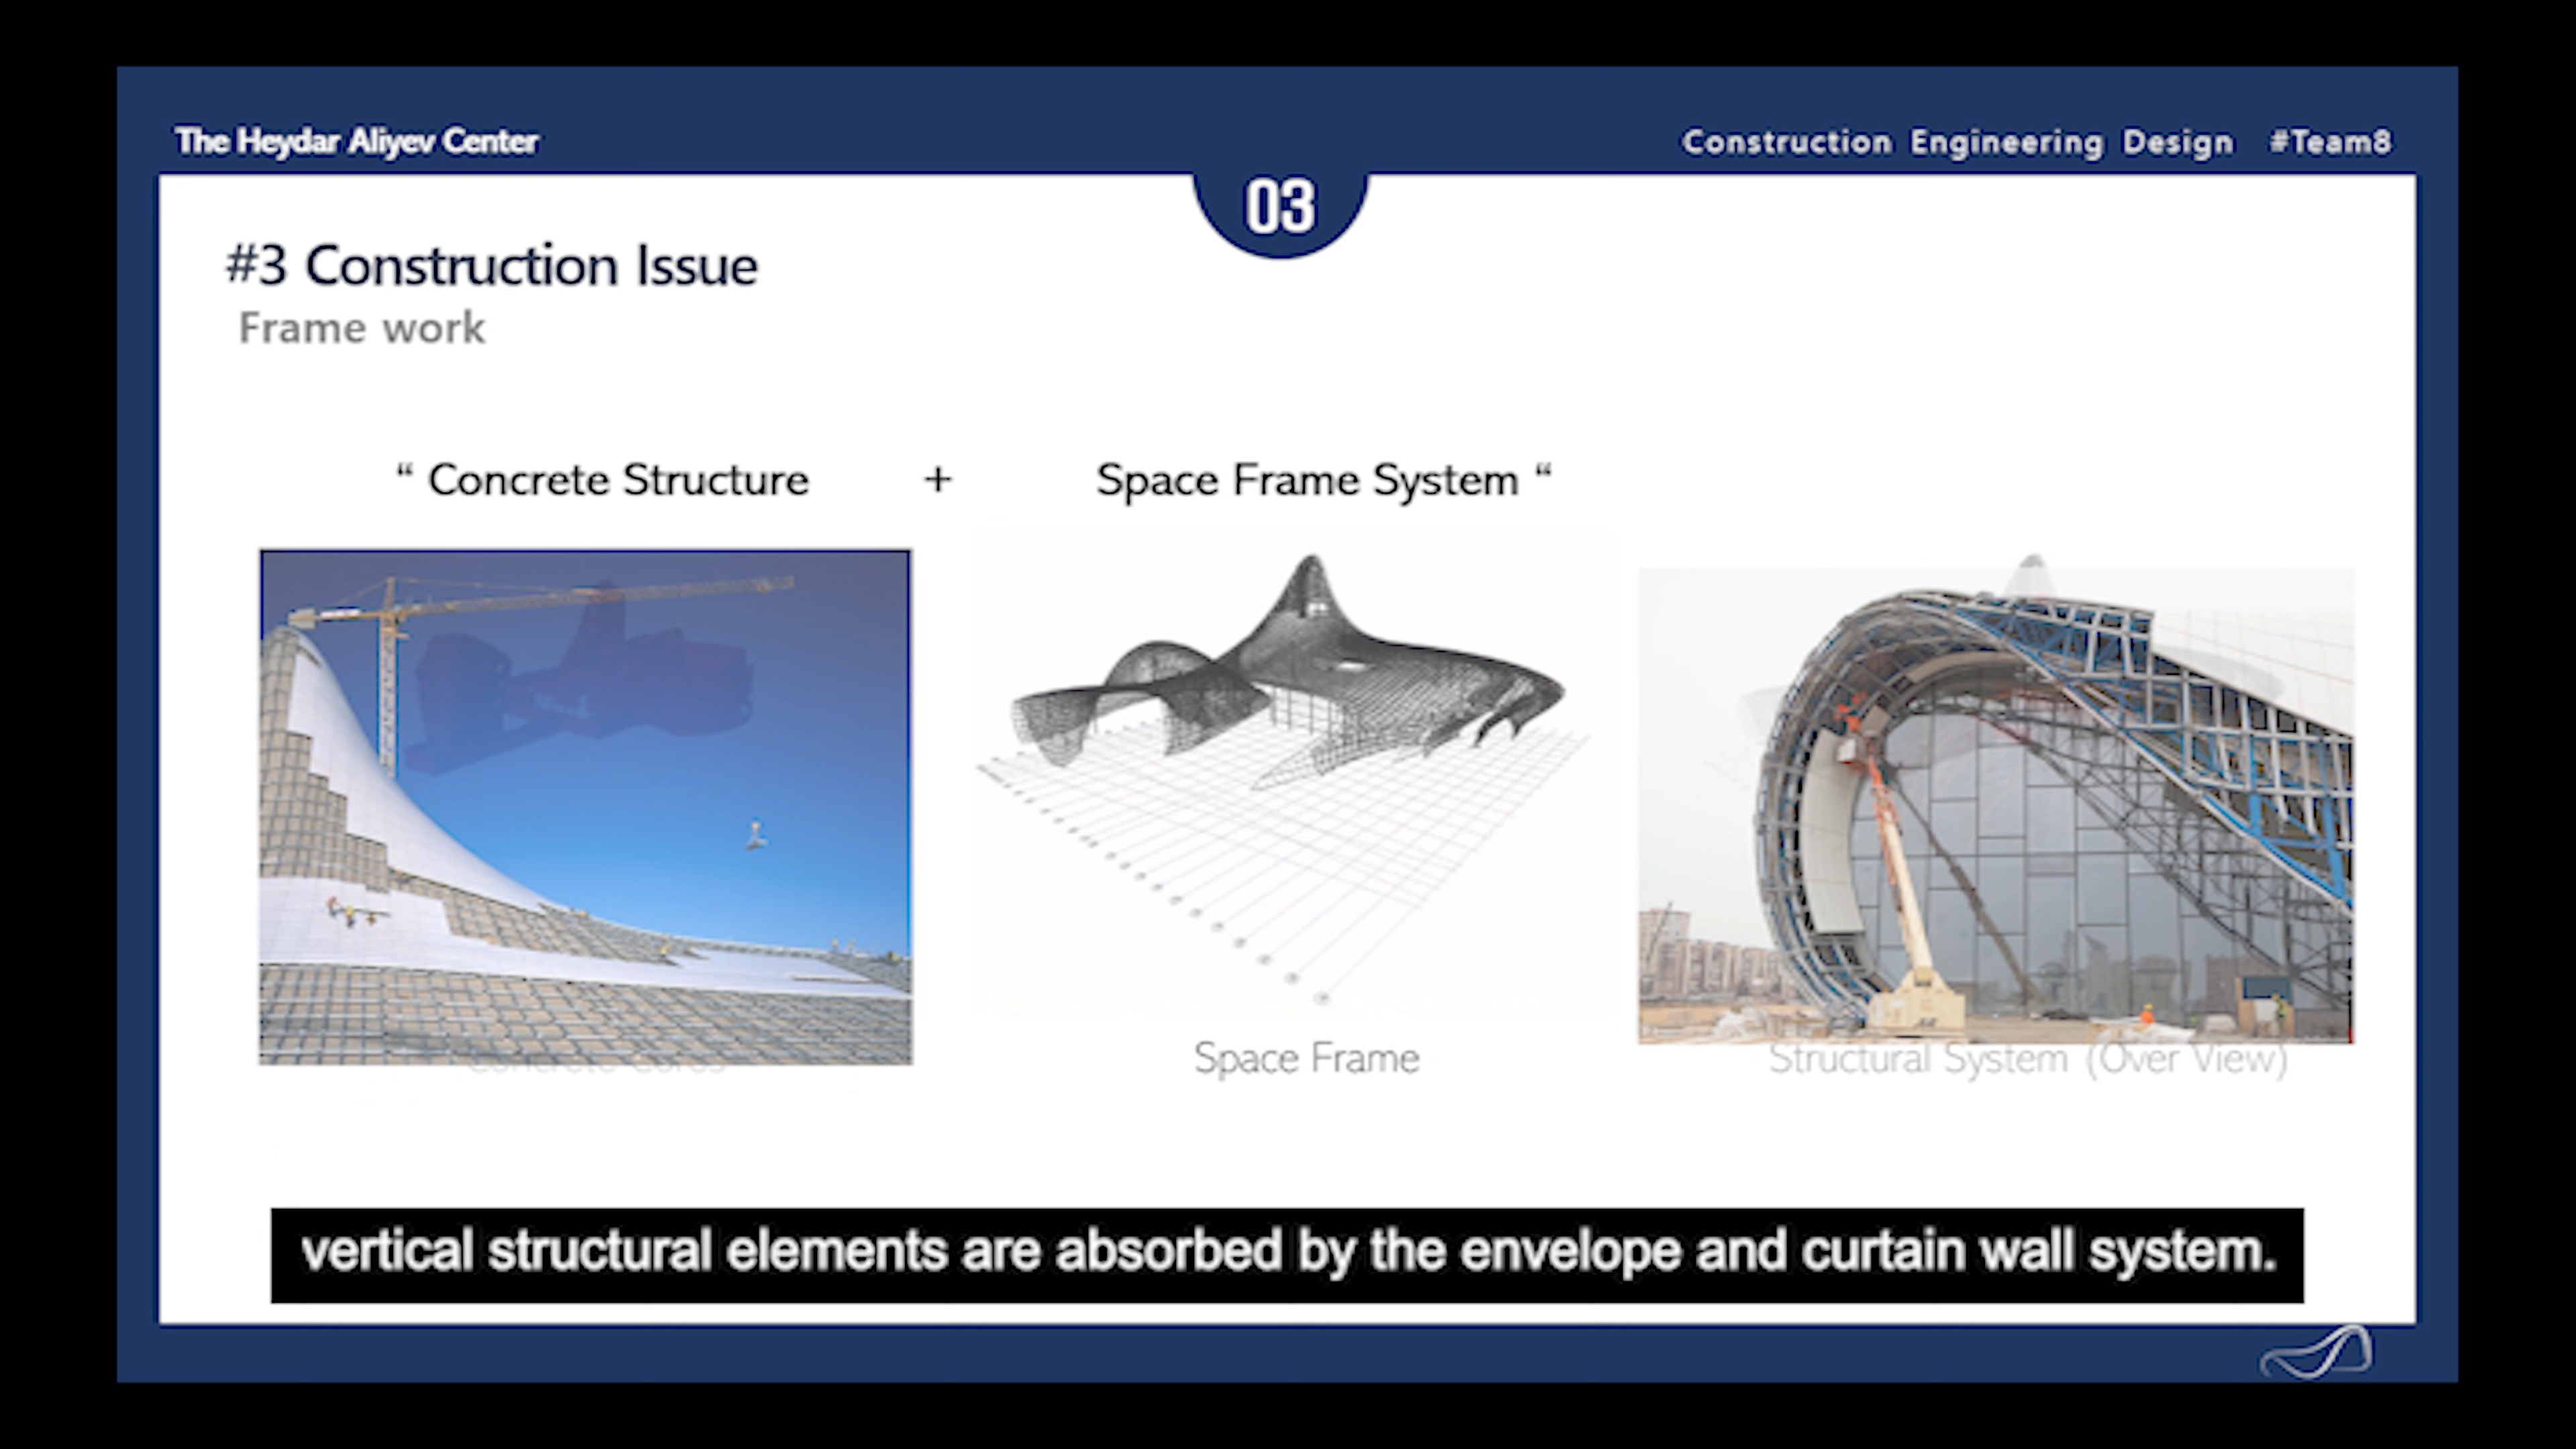 The Heydar Aliyev Center
Construction Engineering Design #Team8
03
#3 Construction Issue
Frame work
“ Concrete Structure + Space Frame System “
Concrete Cores
Space Frame
Structural System (Over View)
vertical structural elements are absorbed by the envelope and curtain wall system.